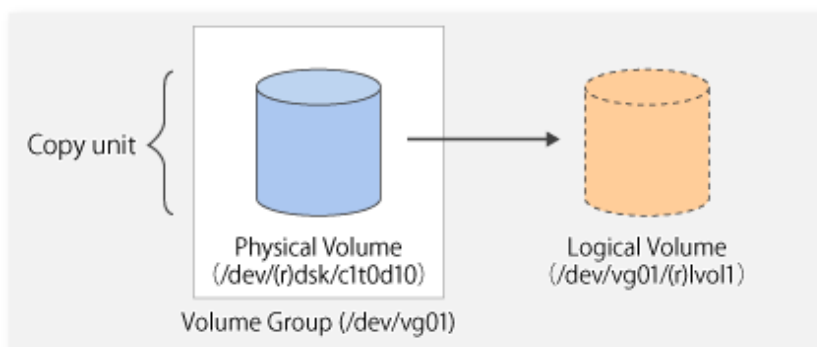 Copy unit
Physical Volume
(/dev/(r)dsk/c1t0d10)
Volume Group (/dev/vg01)
Logical Volume
(/dev/vg01/(r)lvol1)